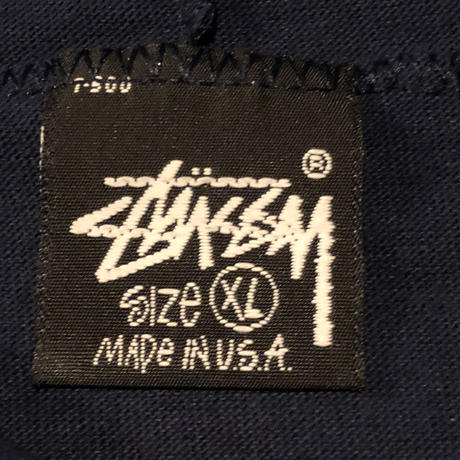 STÜSSY ®
SIZE XL
MADE IN U.S.A.